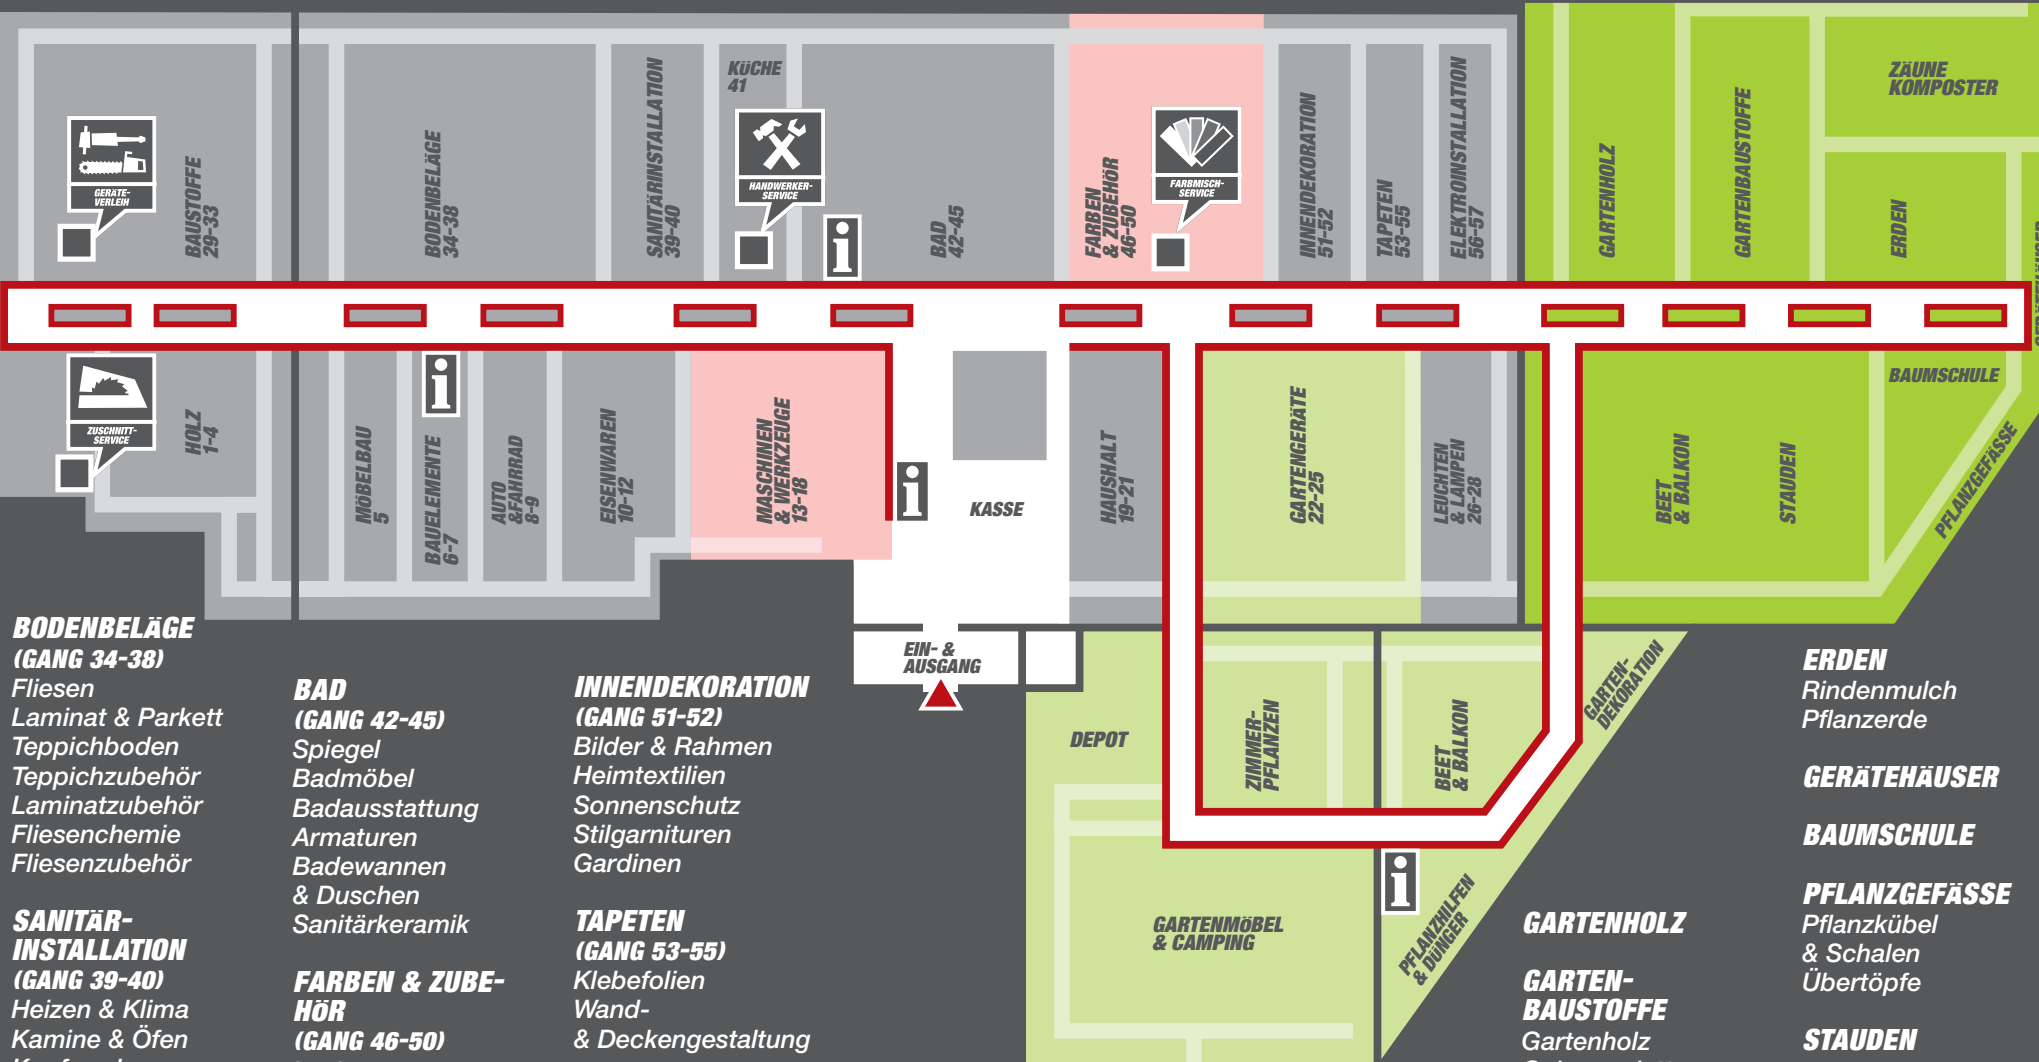 KÜCHE
41
ZÄUNE
KOMPOSTER
GERÄTE-
VERLEIH
BAUSTOFFE
29-33
BODENBELÄGE
34-38
SANITÄRINSTALLATION
39-40
HANDWERKER-
SERVICE
i
BAD
42-45
FARBEN
& ZUBEHÖR
46-50
FARBMISCH-
SERVICE
INNENDEKORATION
51-52
TAPETEN
53-55
ELEKTROINSTALLATION
56-57
GARTENHOLZ
GARTENBAUSTOFFE
ERDEN
ZUSCHNITT-
SERVICE
HOLZ
1-4
MÖBELBAU
5
i
BAUELEMENTE
6-7
AUTO
&FAHRRAD
8-9
EISENWAREN
10-12
MASCHINEN
& WERKZEUGE
13-18
i
KASSE
HAUSHALT
19-21
GARTENGERÄTE
22-25
LEUCHTEN
& LAMPEN
26-28
BEET
& BALKON
STAUDEN
BAUMSCHULE
PFLANZGEFÄSSE
EIN- &
AUSGANG
DEPOT
ZIMMER-
PFLANZEN
BEET
& BALKON
GARTEN-
DEKORATION
GARTENMÖBEL
& CAMPING
i
PFLANZHILFEN
& DÜNGER
BODENBELÄGE
(GANG 34-38)
Fliesen
Laminat & Parkett
Teppichboden
Teppichzubehör
Laminatzubehör
Fliesenchemie
Fliesenzubehör
SANITÄR-
INSTALLATION
(GANG 39-40)
Heizen & Klima
Kamine & Öfen
BAD
(GANG 42-45)
Spiegel
Badmöbel
Badausstattung
Armaturen
Badewannen
& Duschen
Sanitärkeramik
FARBEN & ZUBE-
HÖR
(GANG 46-50)
INNENDEKORATION
(GANG 51-52)
Bilder & Rahmen
Heimtextilien
Sonnenschutz
Stilgarnituren
Gardinen
TAPETEN
(GANG 53-55)
Klebefolien
Wand-
& Deckengestaltung
GARTENHOLZ
GARTEN-
BAUSTOFFE
Gartenholz
ERDEN
Rindenmulch
Pflanzerde
GERÄTEHÄUSER
BAUMSCHULE
PFLANZGEFÄSSE
Pflanzkübel
& Schalen
Übertöpfe
STAUDEN